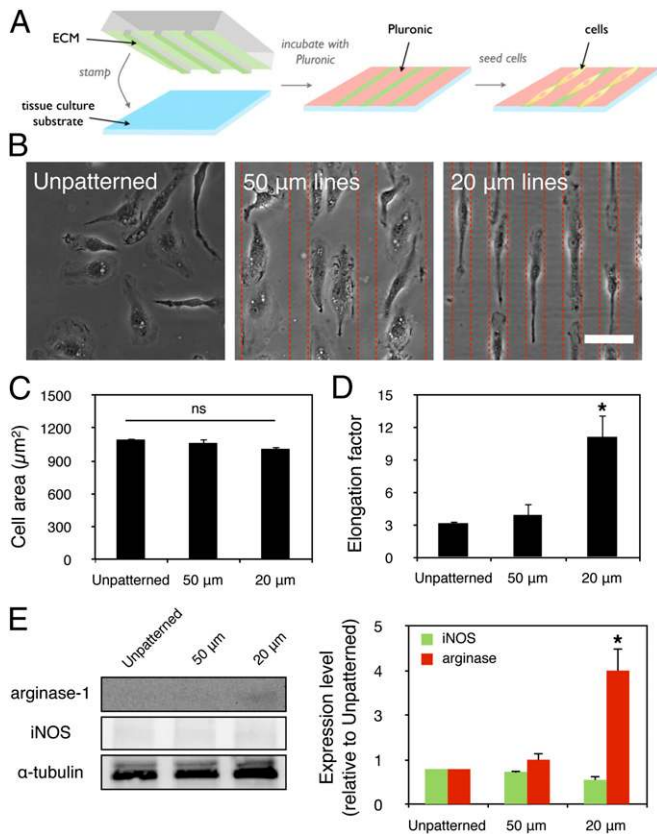 A
ECM
stamp
tissue culture
substrate
incubate with
Pluronic
Pluronic
seed cells
cells
B
Unpatterned
50 µm lines
20 µm lines
C
Cell area (µm²)
1500
1200
900
600
300
0
ns
Unpatterned
50 µm
20 µm
D
Elongation factor
15
12
9
6
3
0
*
Unpatterned
50 µm
20 µm
E
Unpatterned
50 µm
20 µm
arginase-1
iNOS
α-tubulin
Expression level
(relative to Unpatterned)
5
4
4
1
0
iNOS
arginase
*
Unpatterned
50 µm
20 µm